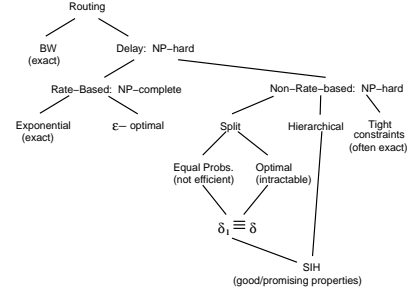 Routing
BW
(exact)
Delay: NP-hard
Rate-Based: NP-complete
Non-Rate-based: NP-hard
Exponential
(exact)
ε- optimal
Split
Hierarchical
Tight
constraints
(often exact)
Equal Probs.
(not efficient)
Optimal
(intractable)
δ₁ ≡ δ
SIH
(good/promising properties)